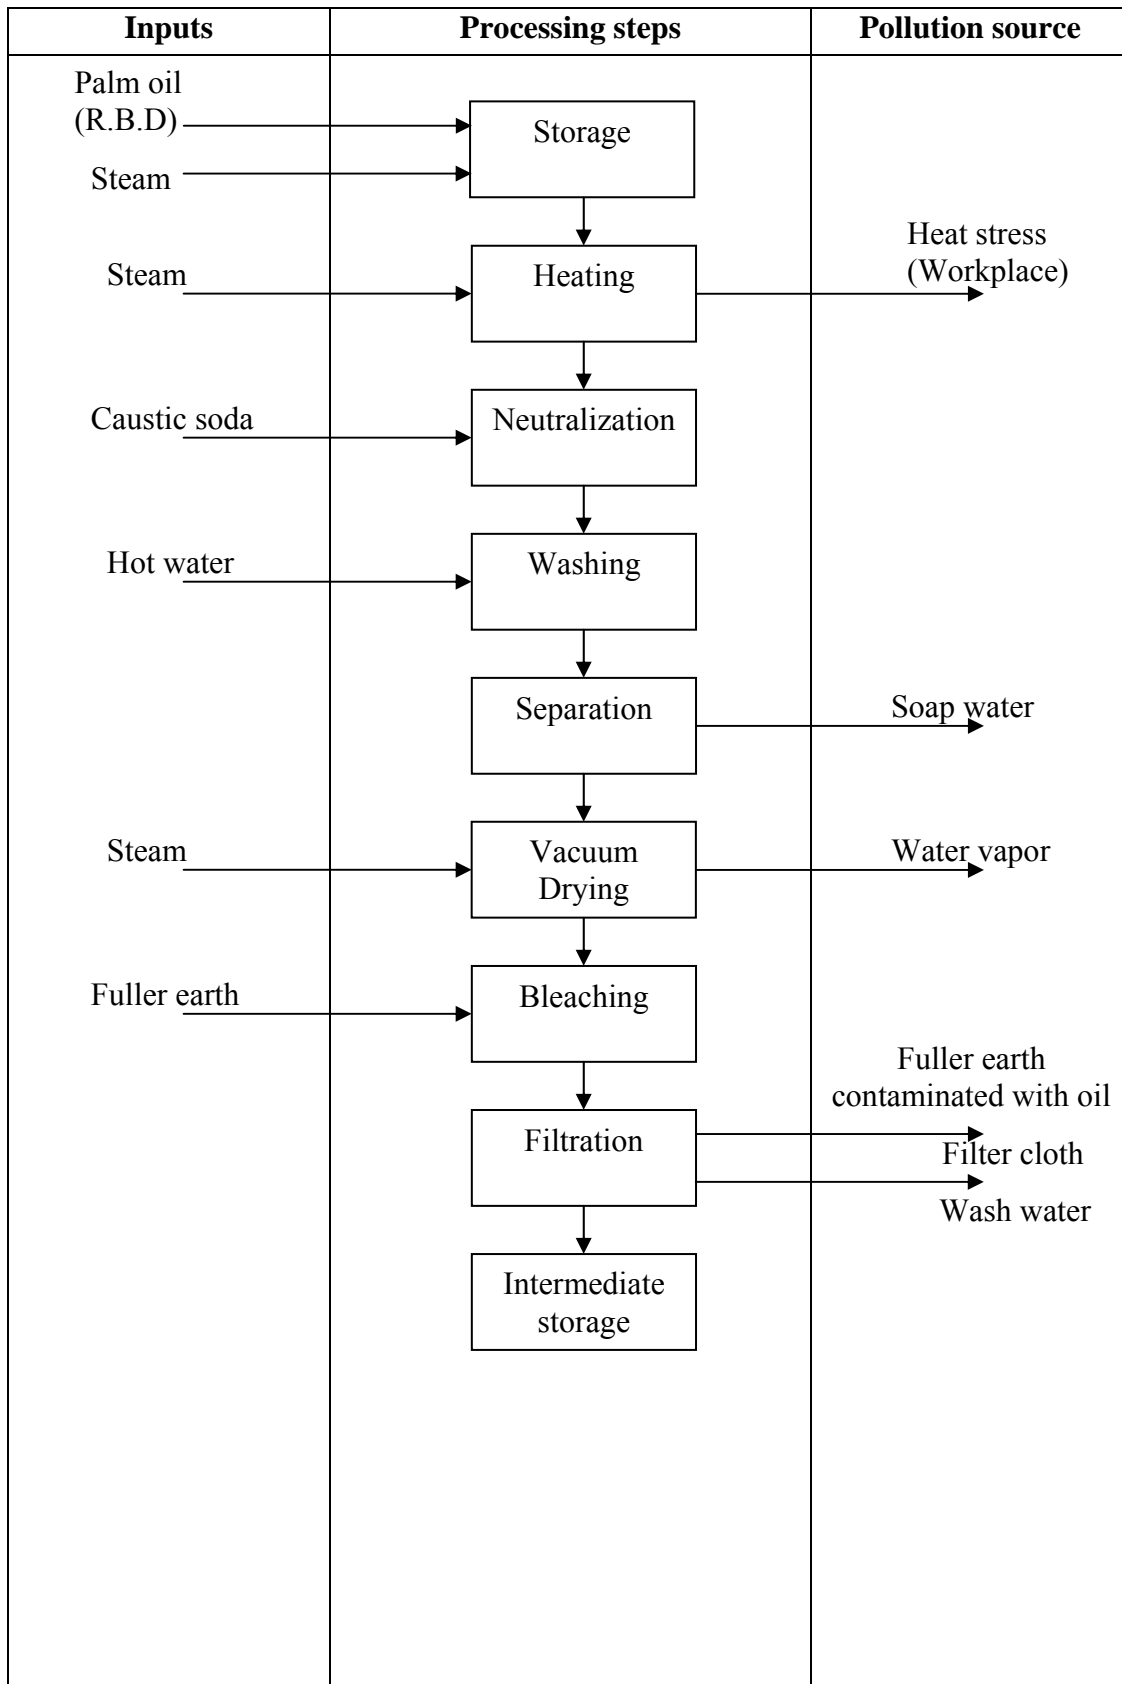 Inputs
Processing steps
Pollution source
Palm oil
(R.B.D)
Storage
Steam
Heat stress
(Workplace)
Steam
Heating
Caustic soda
Neutralization
Hot water
Washing
Separation
Soap water
Steam
Vacuum
Drying
Water vapor
Fuller earth
Bleaching
Fuller earth
contaminated with oil
Filtration
Filter cloth
Wash water
Intermediate
storage